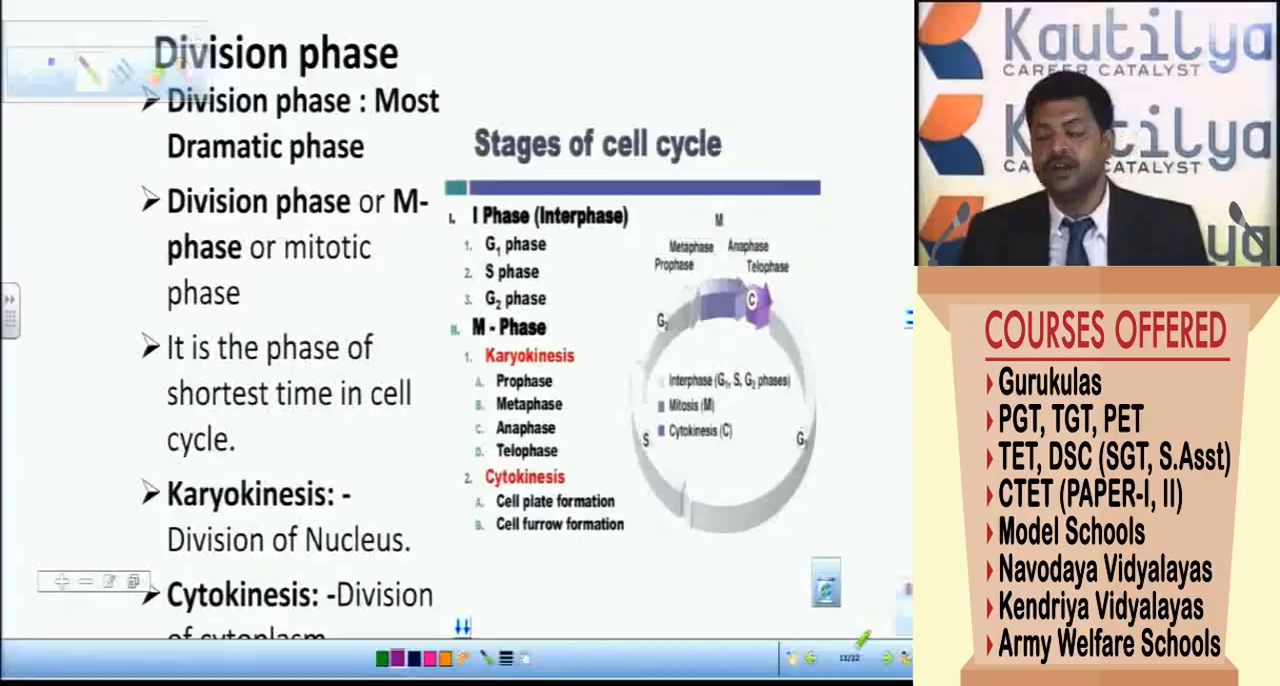 Division phase
Division phase : Most
Dramatic phase
Division phase or M-
phase or mitotic
phase
It is the phase of
shortest time in cell
cycle.
Karyokinesis: -
Division of Nucleus.
Cytokinesis: -Division
of cytoplasm
Stages of cell cycle
I. I Phase (Interphase)
1. G₁ phase
2. S phase
3. G₂ phase
II. M - Phase
1. Karyokinesis
A. Prophase
B. Metaphase
C. Anaphase
D. Telophase
2. Cytokinesis
A. Cell plate formation
B. Cell furrow formation
M
Metaphase Anaphase
Prophase Telophase
C
G₂
Interphase (G₁, S, G₂ phases)
Mitosis (M)
Cytokinesis (C)
S
G₁
13/22
Kautilya
CAREER CATALYST
Kautilya
CAREER CATALYST
COURSES OFFERED
Gurukulas
PGT, TGT, PET
TET, DSC (SGT, S.Asst)
CTET (PAPER-I, II)
Model Schools
Navodaya Vidyalayas
Kendriya Vidyalayas
Army Welfare Schools